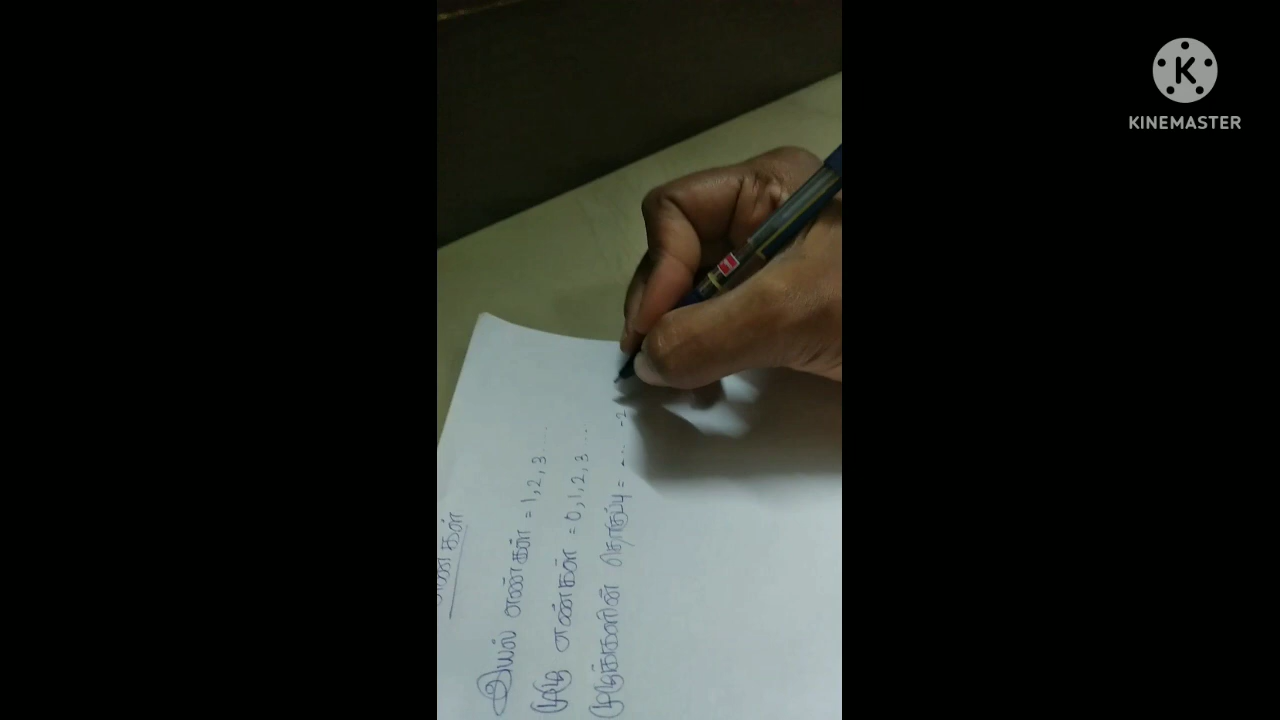 எண்கள்
இயல் எண்கள் = 1, 2, 3 ...
முழு எண்கள் = 0, 1, 2, 3 ...
முழுக்களின் தொகுப்பு = - ... -2
KINEMASTER